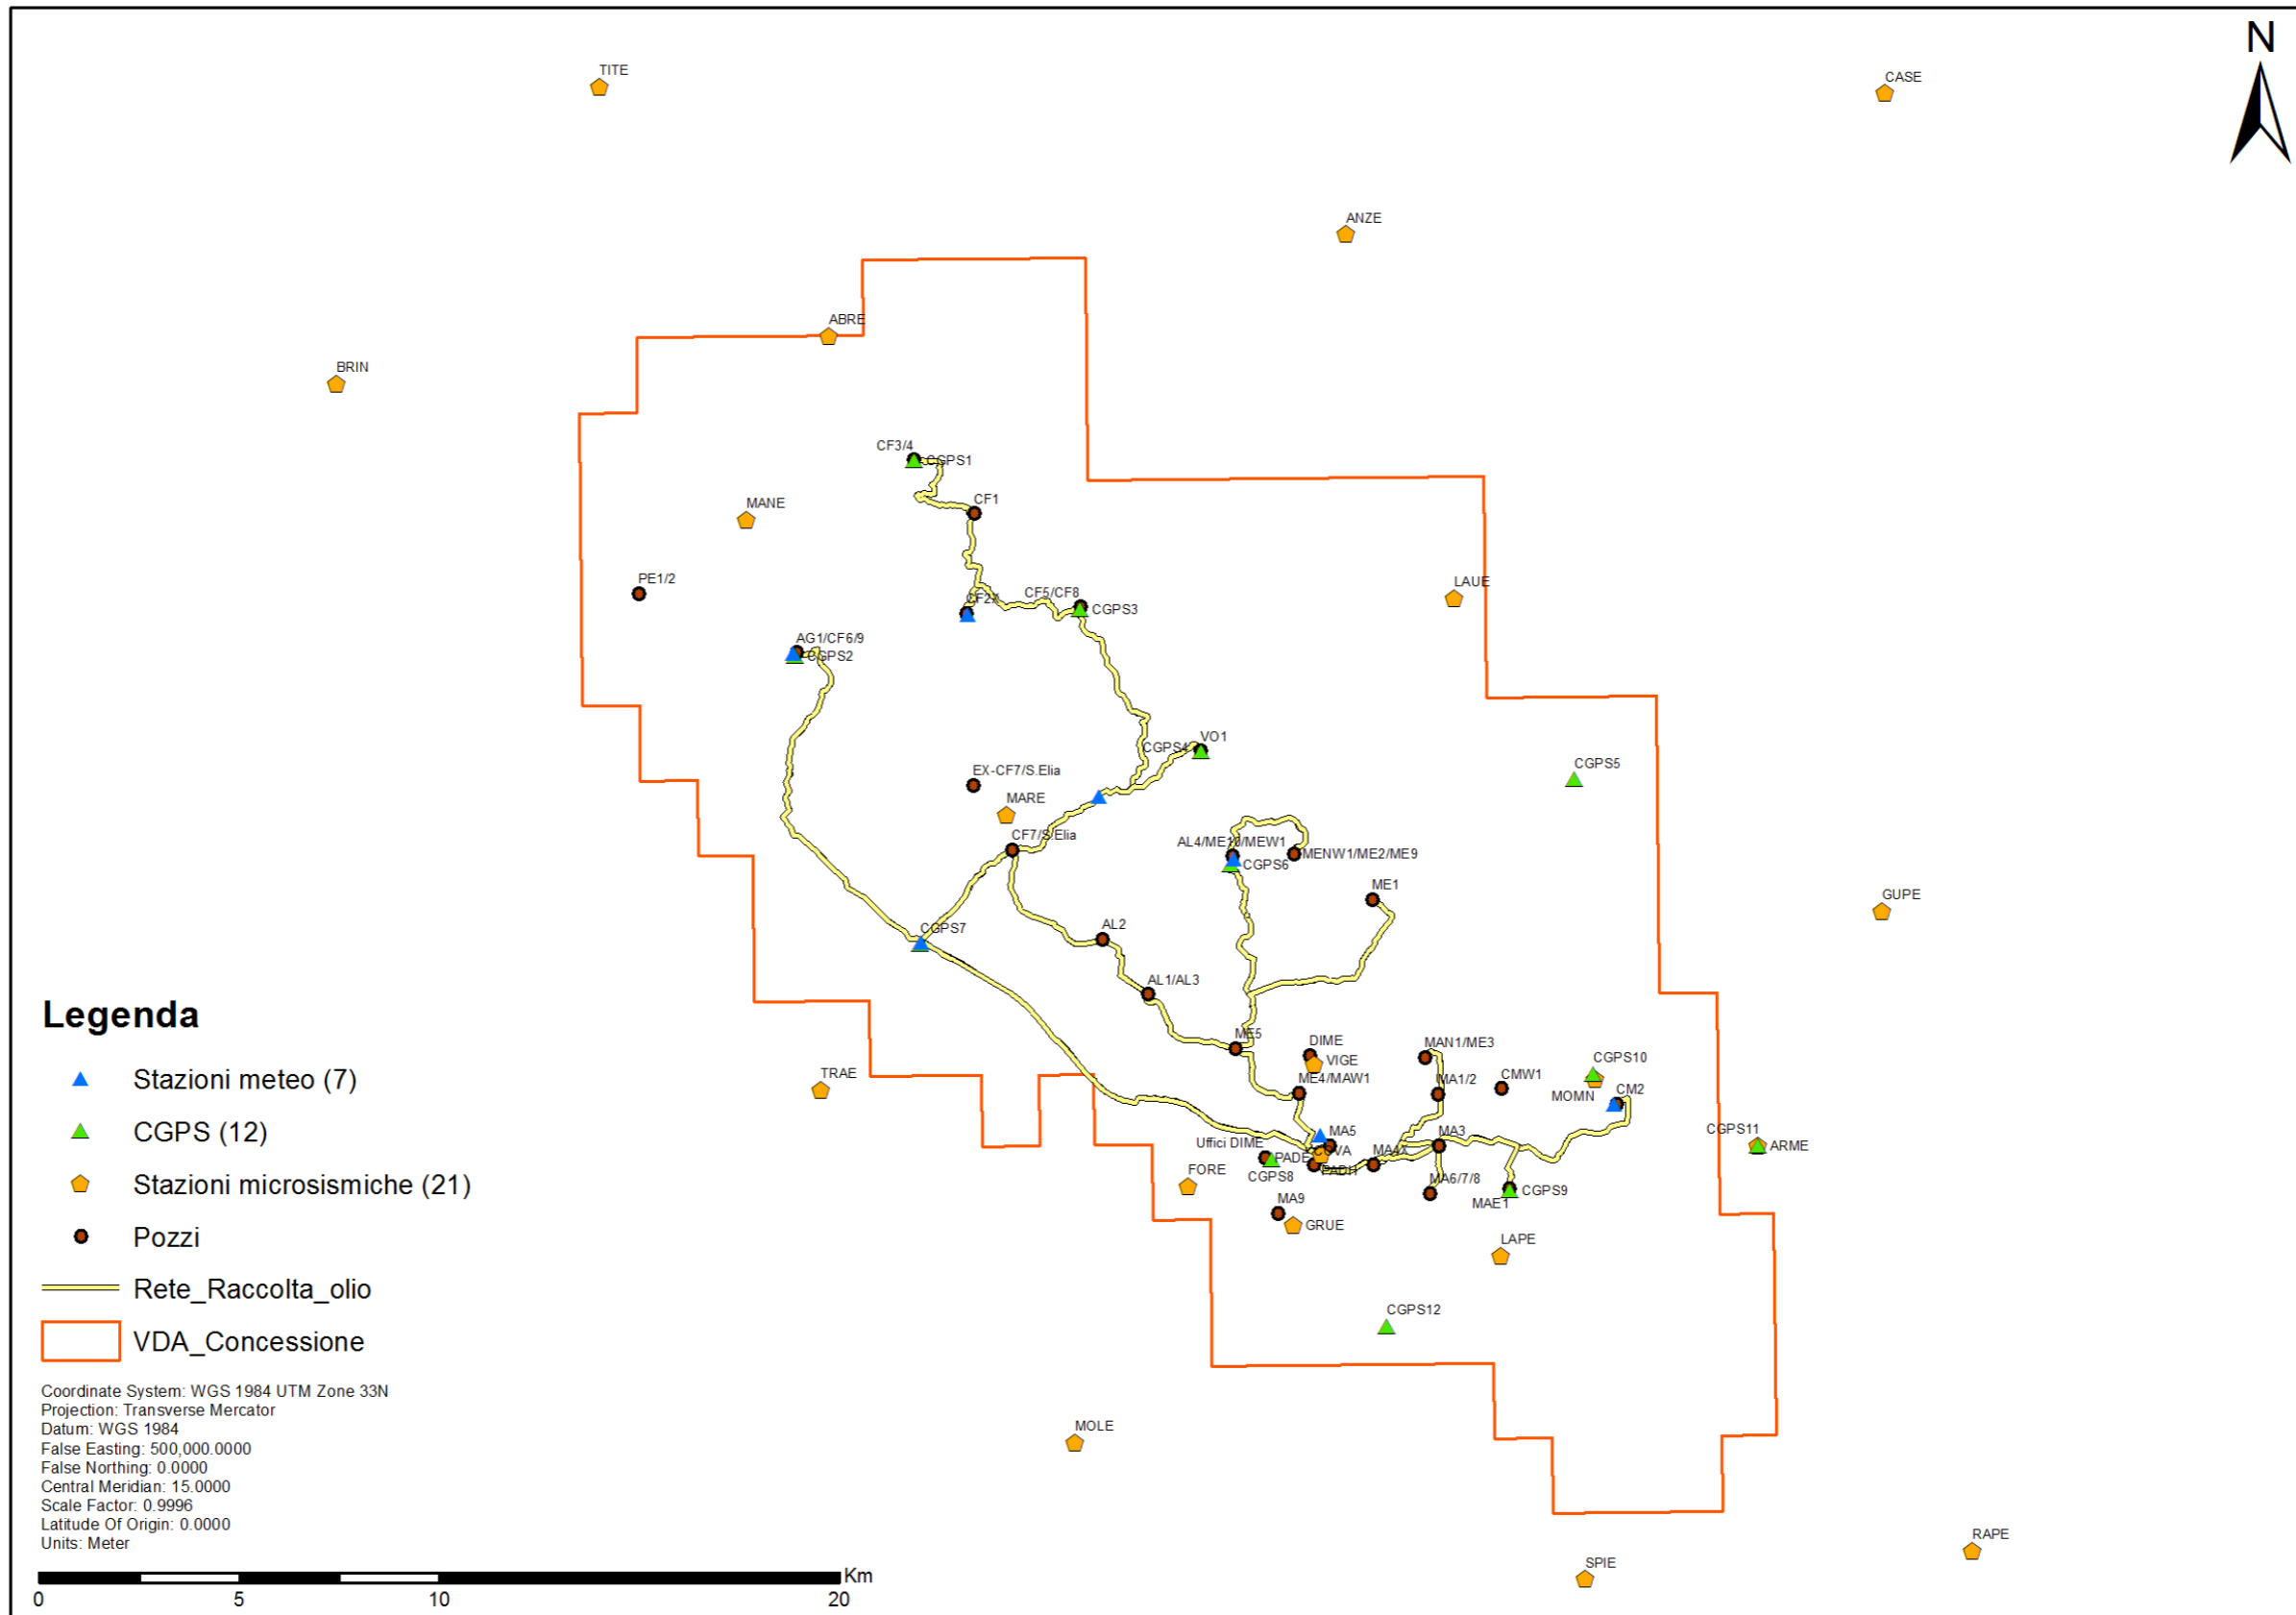 N
TITE
CASE
ANZE
ABRE
BRIN
CF3/4
CGPS1
MANE
CF1
PE1/2
LAUE
CF2A
CF5/CF8
CGPS3
AG1/CF6/9
CGPS2
VO1
CGPS4
CGPS5
EX-CF7/S.Elia
MARE
CF7/S.Elia
AL4/ME10/MEW1
MENW1/ME2/ME9
CGPS6
ME1
GUPE
CGPS7
AL2
AL1/AL3
ME5
DIME
VIGE
MAN1/ME3
CGPS10
TRAE
ME4/MAW1
MA1/2
CMW1
MOMN
CM2
MA5
MA3
CGPS11
ARME
Uffici DIME
PADE
COVA
MA4X
FORE
CGPS8
MA6/7/8
MAE1
CGPS9
MA9
GRUE
LAPE
CGPS12
MOLE
RAPE
SPIE
Legenda
Stazioni meteo (7)
CGPS (12)
Stazioni microsismiche (21)
Pozzi
Rete_Raccolta_olio
VDA_Concessione
Coordinate System: WGS 1984 UTM Zone 33N
Projection: Transverse Mercator
Datum: WGS 1984
False Easting: 500,000.0000
False Northing: 0.0000
Central Meridian: 15.0000
Scale Factor: 0.9996
Latitude Of Origin: 0.0000
Units: Meter
Km
0 5 10 20